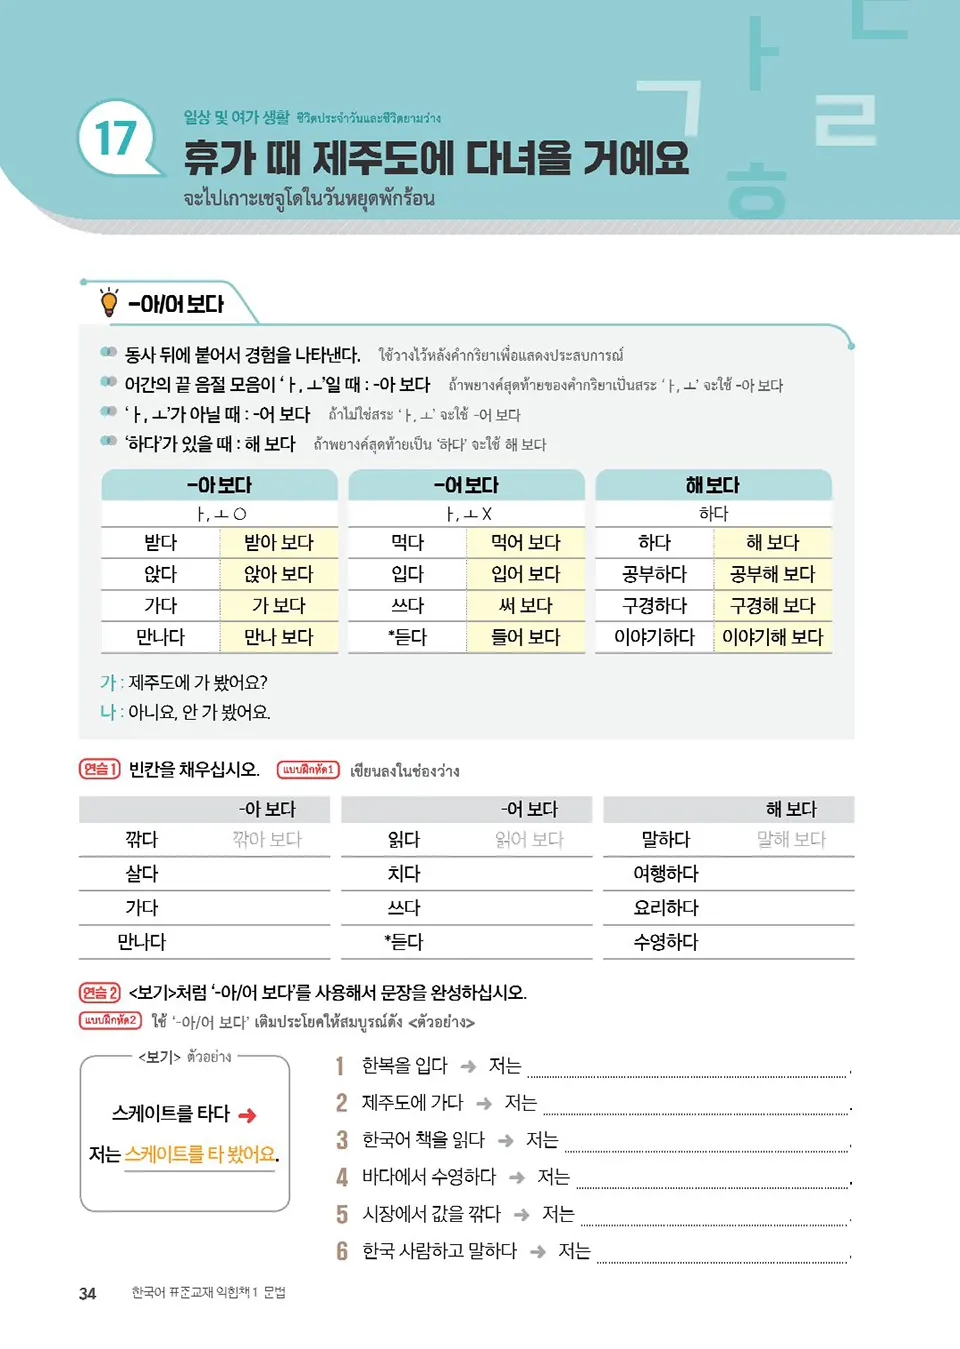 17
일상 및 여가 생활 ชีวิตประจำวันและชีวิตยามว่าง
휴가 때 제주도에 다녀올 거예요
จะไปเกาะเชจูโดในวันหยุดพักร้อน
ㅏ ㄷ ㄱ ㄹ ㅎ
-아/어 보다
동사 뒤에 붙어서 경험을 나타낸다. ใช้วางไว้หลังคำกริยาเพื่อแสดงประสบการณ์
어간의 끝 음절 모음이 ‘ㅏ, ㅗ’일 때 : -아 보다 ถ้าพยางค์สุดท้ายของคำกริยาเป็นสระ ‘ㅏ, ㅗ’ จะใช้ -아 보다
‘ㅏ, ㅗ’가 아닐 때 : -어 보다 ถ้าไม่ใช่สระ ‘ㅏ, ㅗ’ จะใช้ -어 보다
‘하다’가 있을 때 : 해 보다 ถ้าพยางค์สุดท้ายเป็น ‘하다’ จะใช้ 해 보다
-아 보다 -어 보다 해 보다
ㅏ, ㅗ O ㅏ, ㅗ X 하다
받다 받아 보다 먹다 먹어 보다 하다 해 보다
앉다 앉아 보다 입다 입어 보다 공부하다 공부해 보다
가다 가 보다 쓰다 써 보다 구경하다 구경해 보다
만나다 만나 보다 *듣다 들어 보다 이야기하다 이야기해 보다
가 : 제주도에 가 봤어요?
나 : 아니요, 안 가 봤어요.
연습 1 빈칸을 채우십시오. แบบฝึกหัด1 เขียนลงในช่องว่าง
-아 보다 -어 보다 해 보다
깎다 깎아 보다 읽다 읽어 보다 말하다 말해 보다
살다 치다 여행하다
가다 쓰다 요리하다
만나다 *듣다 수영하다
연습 2 <보기>처럼 ‘-아/어 보다’를 사용해서 문장을 완성하십시오.
แบบฝึกหัด2 ใช้ ‘-아/어 보다’ เติมประโยคให้สมบูรณ์ดัง <ตัวอย่าง>
<보기> ตัวอย่าง
스케이트를 타다 ➜
저는 스케이트를 타 봤어요.
1 한복을 입다 ➜ 저는 .
2 제주도에 가다 ➜ 저는 .
3 한국어 책을 읽다 ➜ 저는 .
4 바다에서 수영하다 ➜ 저는 .
5 시장에서 값을 깎다 ➜ 저는 .
6 한국 사람하고 말하다 ➜ 저는 .
34 한국어 표준교재 익힘책 1 문법